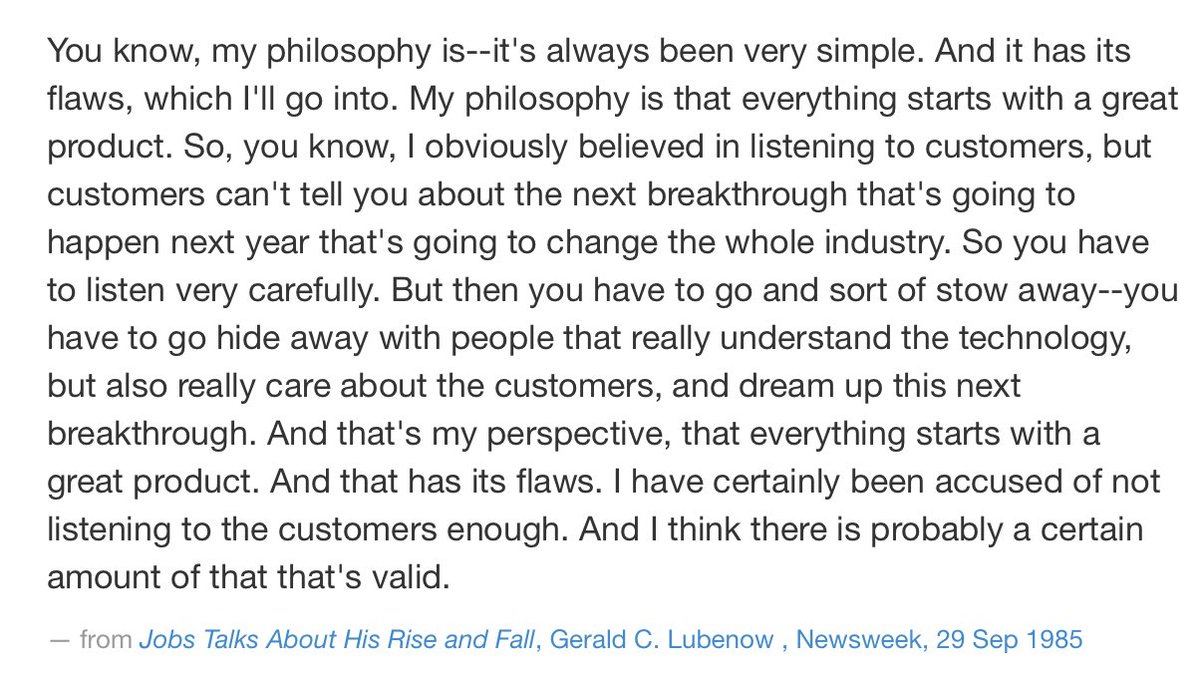 You know, my philosophy is--it's always been very simple. And it has its
flaws, which I'll go into. My philosophy is that everything starts with a great
product. So, you know, I obviously believed in listening to customers, but
customers can't tell you about the next breakthrough that's going to
happen next year that's going to change the whole industry. So you have
to listen very carefully. But then you have to go and sort of stow away--you
have to go hide away with people that really understand the technology,
but also really care about the customers, and dream up this next
breakthrough. And that's my perspective, that everything starts with a
great product. And that has its flaws. I have certainly been accused of not
listening to the customers enough. And I think there is probably a certain
amount of that that's valid.
— from Jobs Talks About His Rise and Fall, Gerald C. Lubenow , Newsweek, 29 Sep 1985